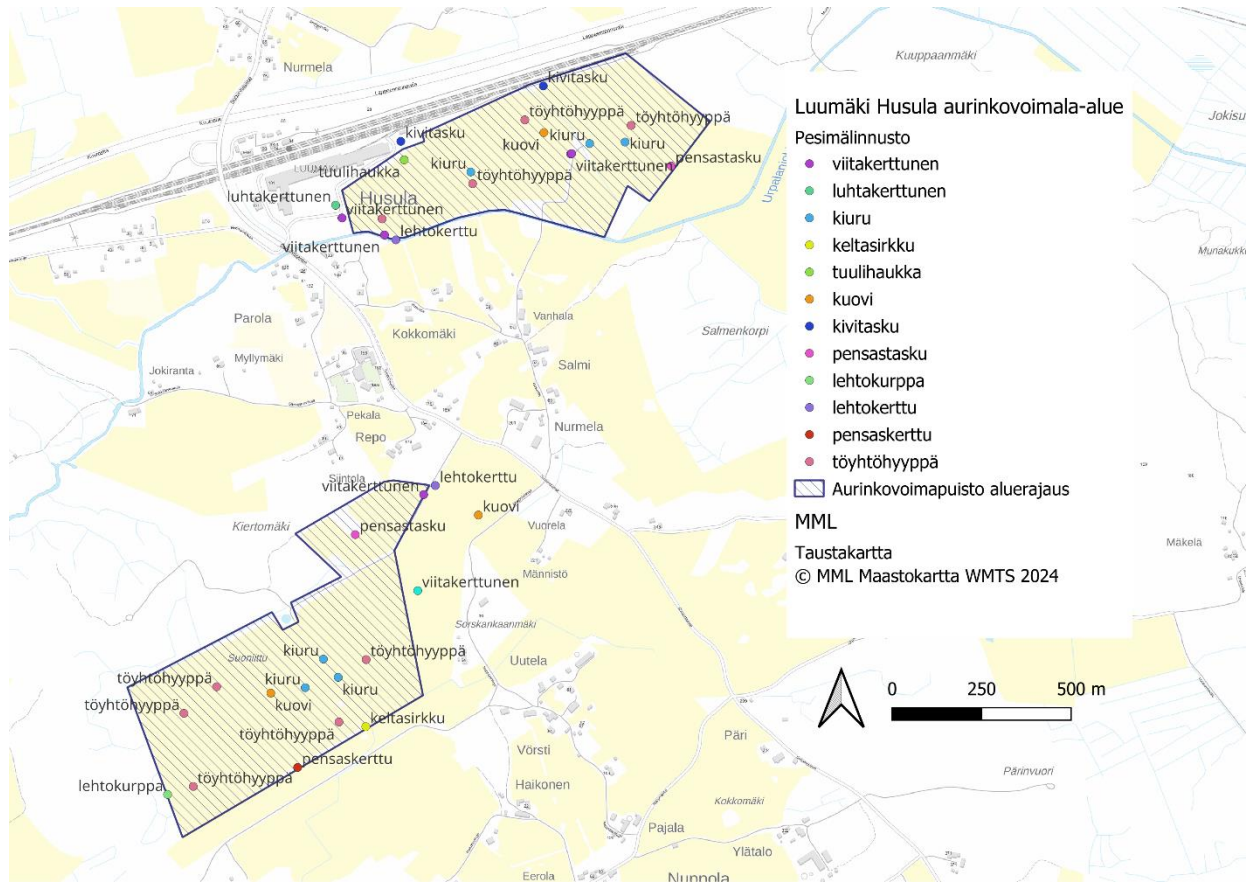 Nurmela
Kuuppaanmäki
Jokisu
kivitasku
töyhtöhyyppä
töyhtöhyyppä
kivitasku
kuovi
kiuru
kiuru
viitakerttunen
pensastasku
tuulihaukka
kiuru
töyhtöhyyppä
Husula
luhtakerttunen
viitakerttunen
lehtokerttu
viitakerttunen
Munakukk
Parola
Vanhala
Kokkomäki
Salmenkorpi
Myllymäki
Jokiranta
Salmi
Pekala
Repo
Nurmela
Siintola
lehtokerttu
viitakerttunen
kuovi
Kiertomäki
pensastasku
Vuorela
Männistö
viitakerttunen
Sorskankaanmäki
Mäkelä
Uutela
Suoniittu
kiuru
töyhtöhyyppä
töyhtöhyyppä
kiuru
kiuru
kuovi
töyhtöhyyppä
töyhtöhyyppä
keltasirkku
Päri
Vörsti
pensaskerttu
Haikonen
Pärinvuori
lehtokurppa
töyhtöhyyppä
Kokkomäki
Pajala
Ylätalo
Eerola
Nuppola
Luumäki Husula aurinkovoimala-alue
Pesimälinnusto
viitakerttunen
luhtakerttunen
kiuru
keltasirkku
tuulihaukka
kuovi
kivitasku
pensastasku
lehtokurppa
lehtokerttu
pensaskerttu
töyhtöhyyppä
Aurinkovoimapuisto aluerajaus
MML
Taustakartta
© MML Maastokartta WMTS 2024
0 250 500 m